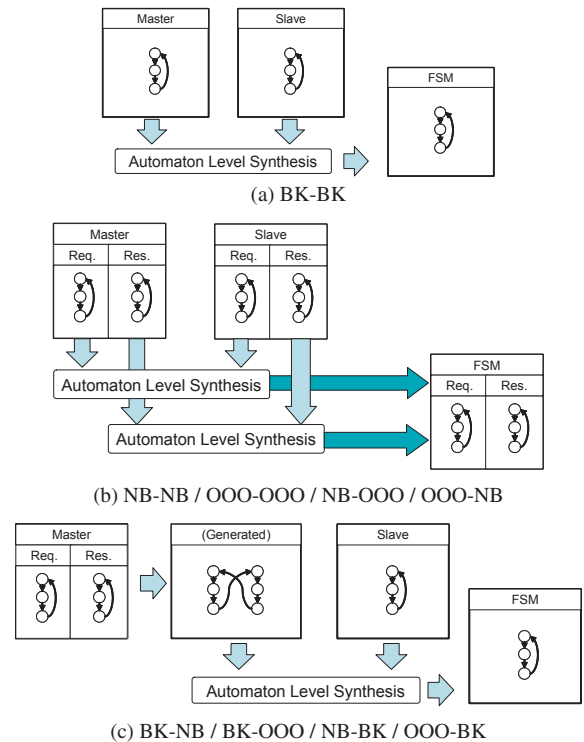 Master
Slave
FSM
Automaton Level Synthesis
(a) BK-BK
Master
Slave
Req. Res.
Req. Res.
FSM
Req. Res.
Automaton Level Synthesis
Automaton Level Synthesis
(b) NB-NB / OOO-OOO / NB-OOO / OOO-NB
Master
(Generated)
Slave
Req. Res.
FSM
Automaton Level Synthesis
(c) BK-NB / BK-OOO / NB-BK / OOO-BK